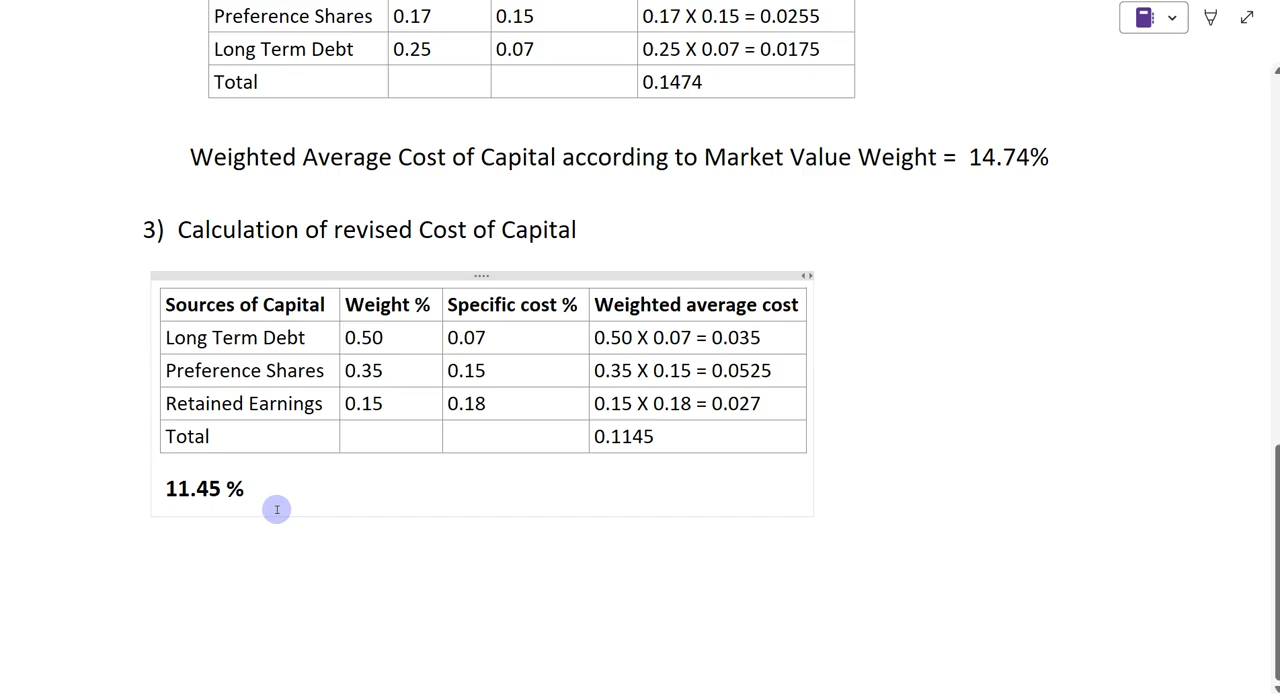 Preference Shares 0.17 0.15 0.17 X 0.15 = 0.0255
Long Term Debt 0.25 0.07 0.25 X 0.07 = 0.0175
Total 0.1474
Weighted Average Cost of Capital according to Market Value Weight = 14.74%
3) Calculation of revised Cost of Capital
Sources of Capital Weight % Specific cost % Weighted average cost
Long Term Debt 0.50 0.07 0.50 X 0.07 = 0.035
Preference Shares 0.35 0.15 0.35 X 0.15 = 0.0525
Retained Earnings 0.15 0.18 0.15 X 0.18 = 0.027
Total 0.1145
11.45 %